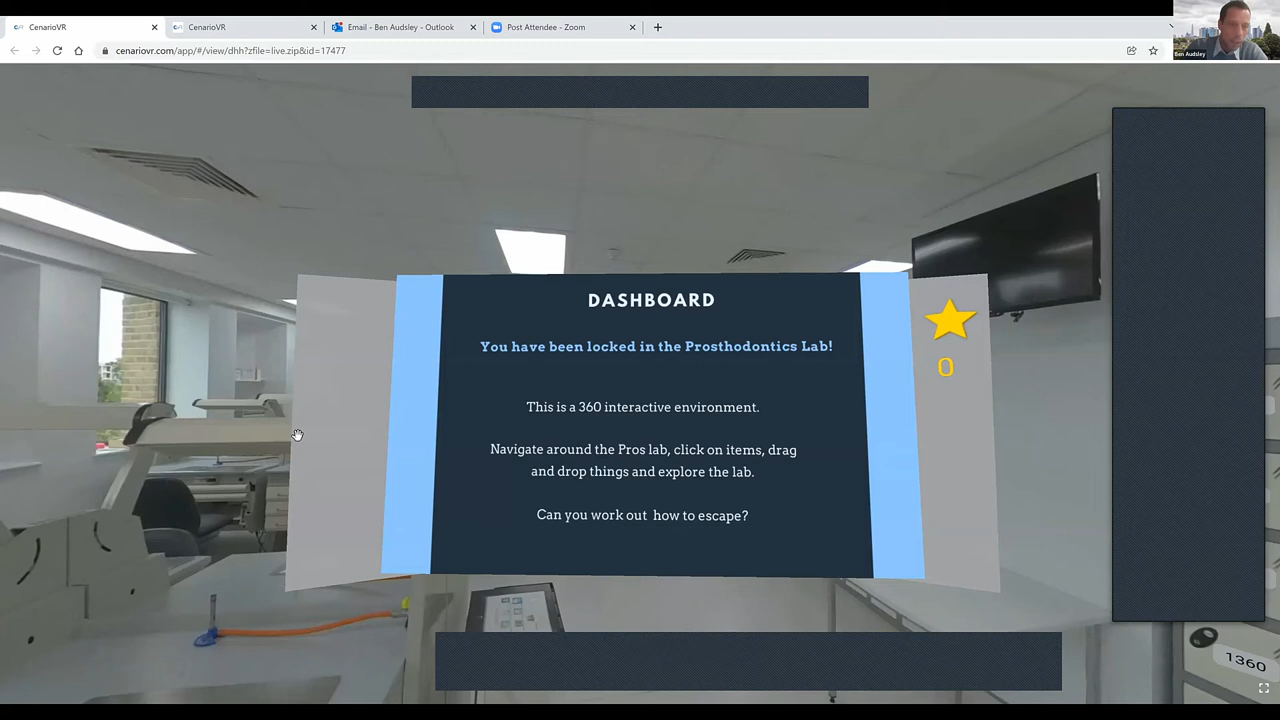 CenarioVR
CenarioVR
Email - Ben Audsley - Outlook
Post Attendee - Zoom
cenariovr.com/app/#/view/dhh?zfile=live.zip&id=17477
Ben Audsley
DASHBOARD
You have been locked in the Prosthodontics Lab!
0
This is a 360 interactive environment.
Navigate around the Pros lab, click on items, drag
and drop things and explore the lab.
Can you work out how to escape?
1360